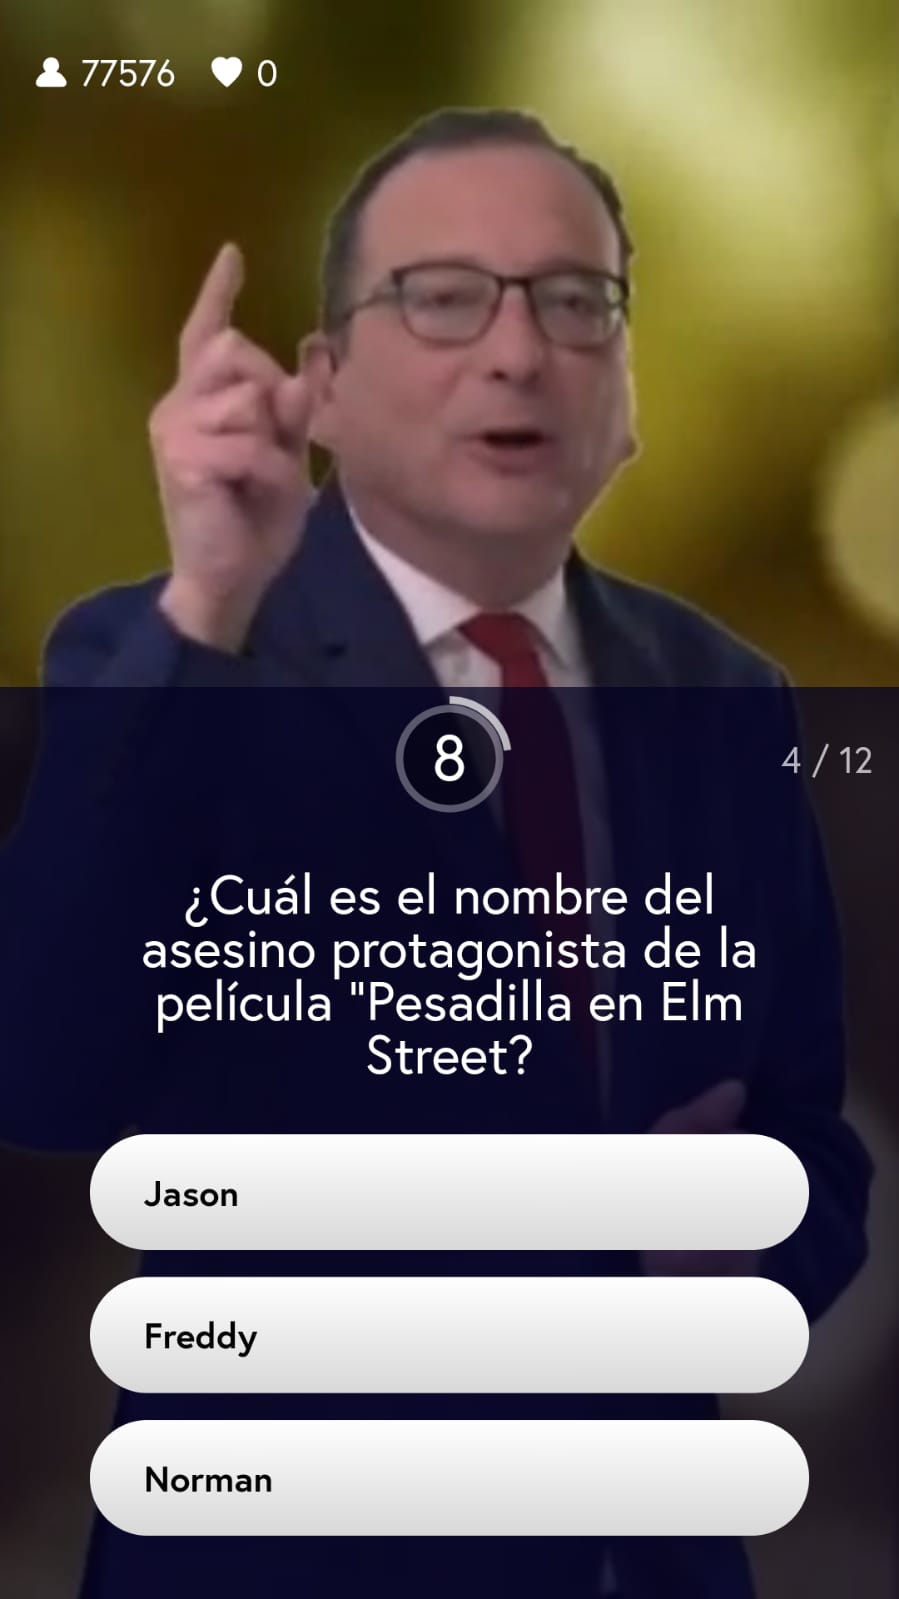 77576 0
8
4 / 12
¿Cuál es el nombre del
asesino protagonista de la
película "Pesadilla en Elm
Street?
Jason
Freddy
Norman